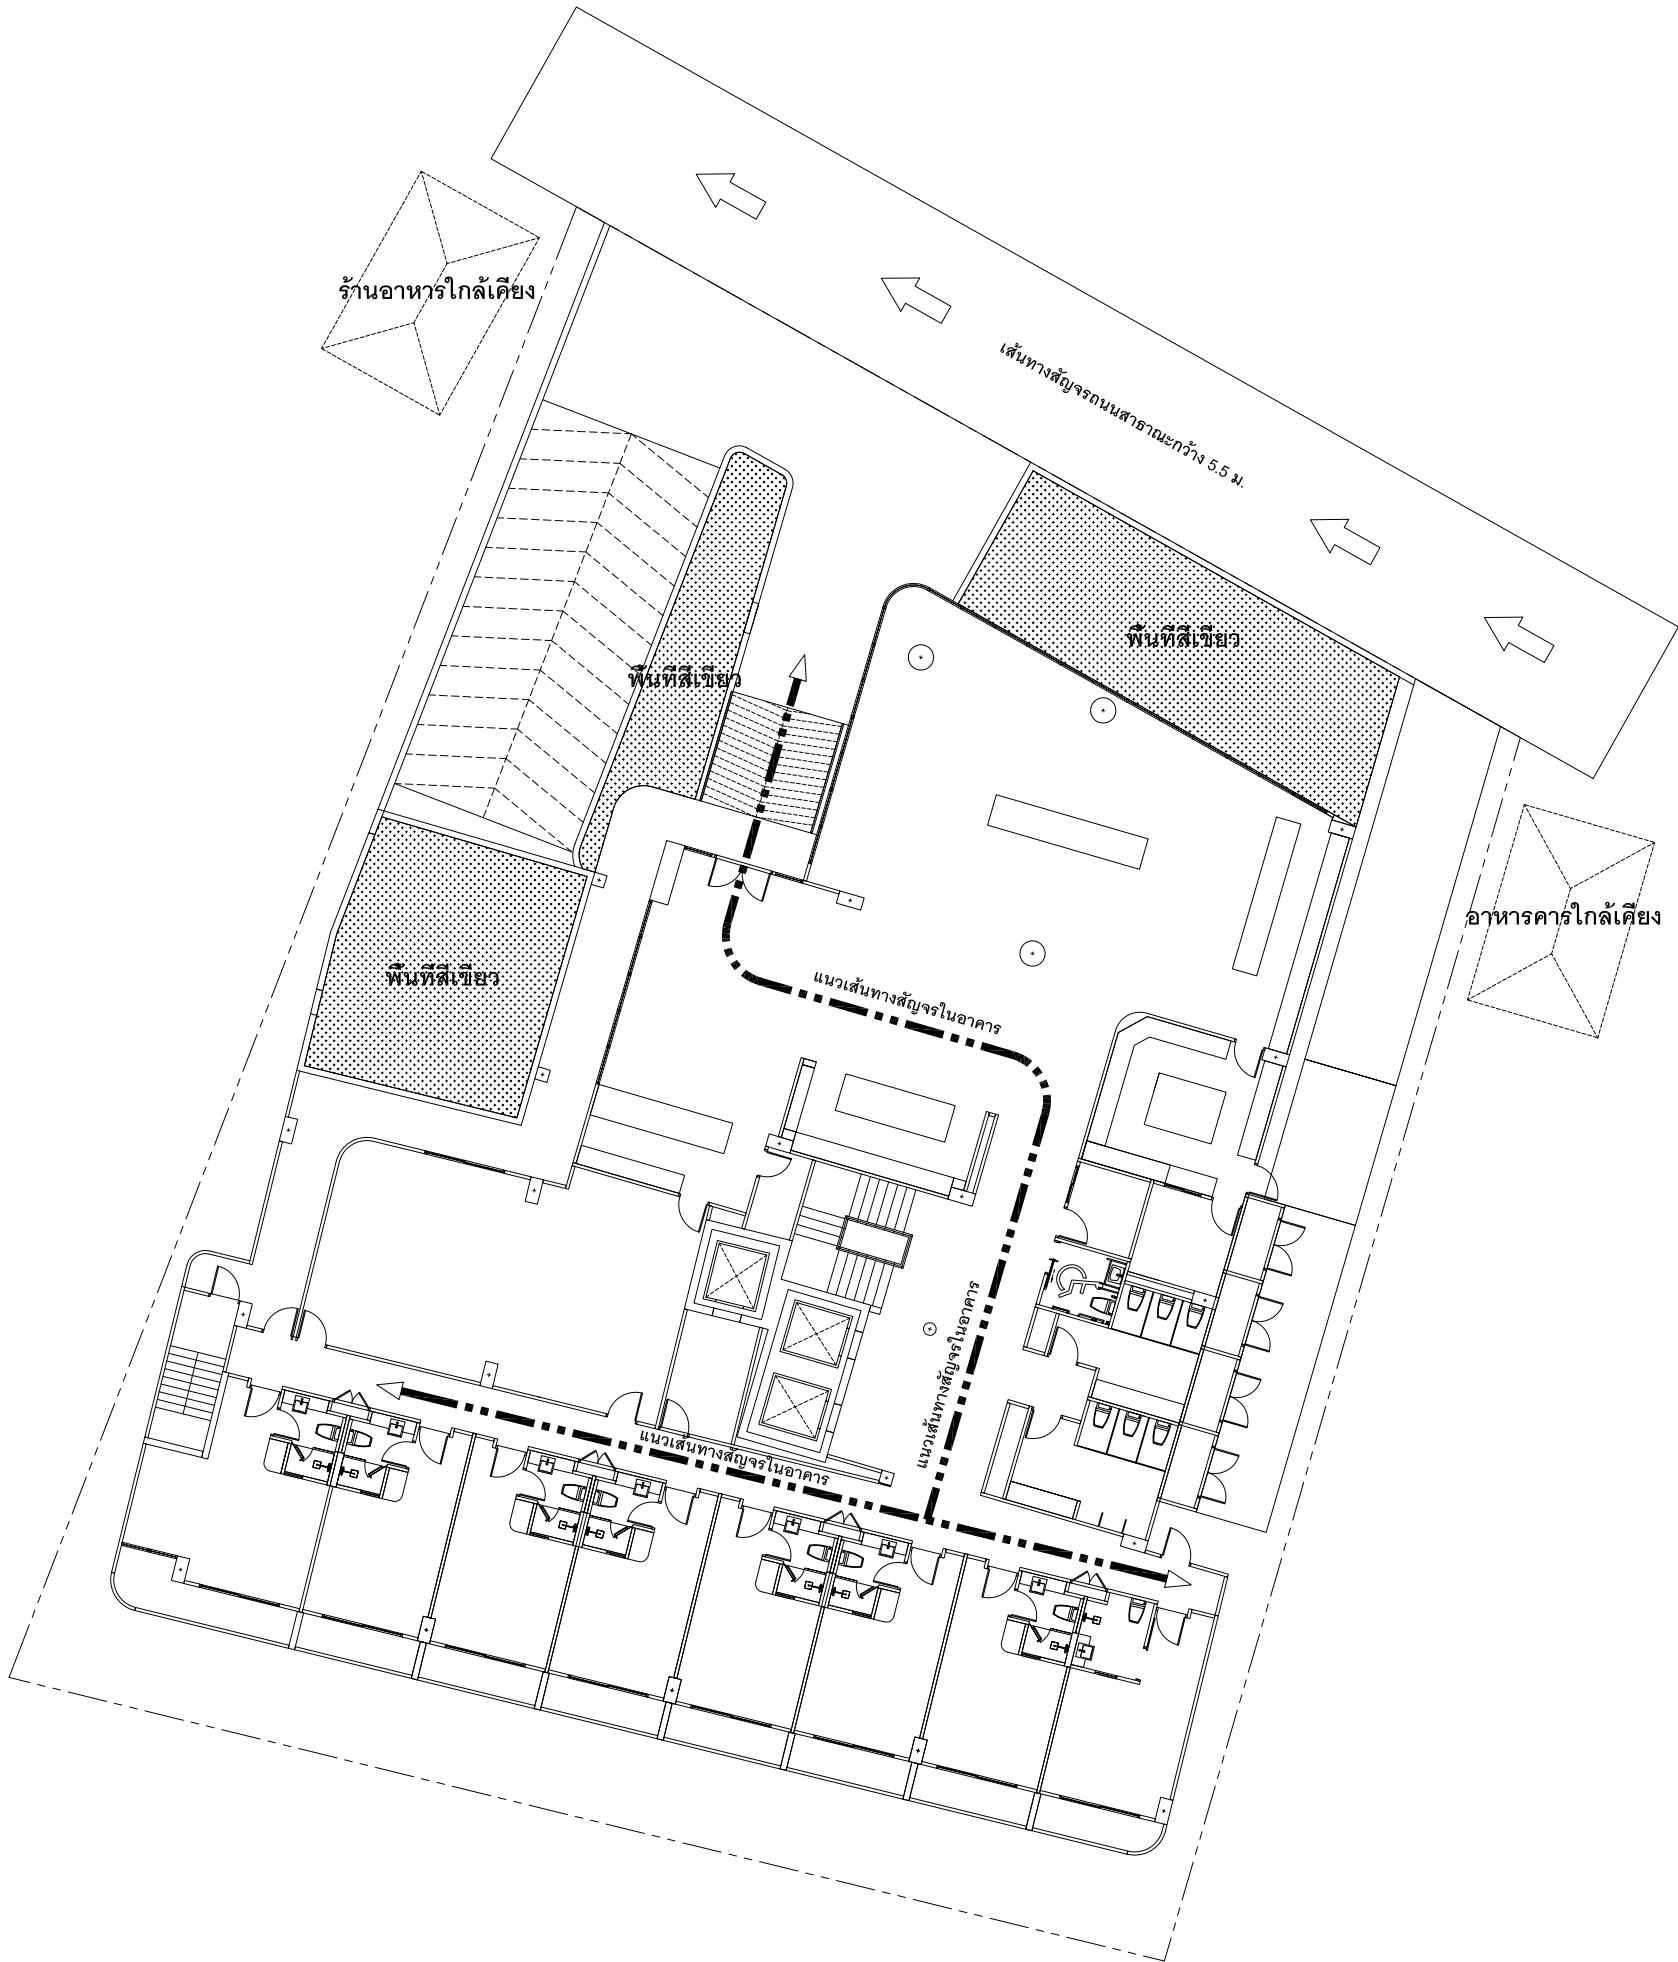 ร้านอาหารใกล้เคียง
เส้นทางสัญจรถนนสาธาณะกว้าง 5.5 ม.
พื้นที่สีเขียว
พื้นที่สีเขียว
อาหารคารใกล้เคียง
พื้นที่สีเขียว
แนวเส้นทางสัญจรในอาคาร
แนวเส้นทางสัญจรในอาคาร
แนวเส้นทางสัญจรในอาคาร